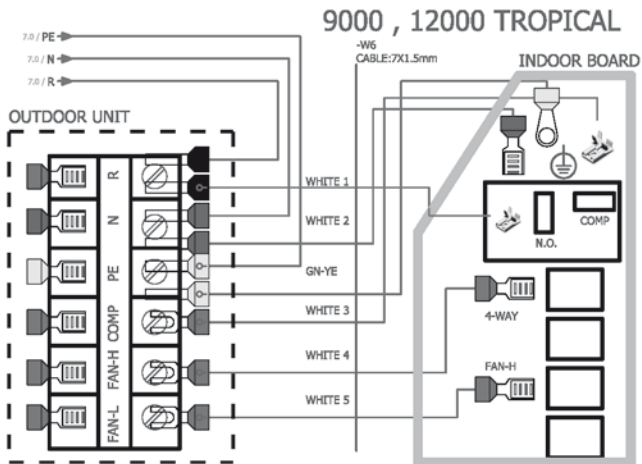 9000 , 12000 TROPICAL
7.0 / PE
7.0 / N
7.0 / R
-W6
CABLE:7X1.5mm
INDOOR BOARD
OUTDOOR UNIT
R
N
PE
COMP
FAN-H
FAN-L
WHITE 1
WHITE 2
GN-YE
WHITE 3
WHITE 4
WHITE 5
N.O.
COMP
4-WAY
FAN-H